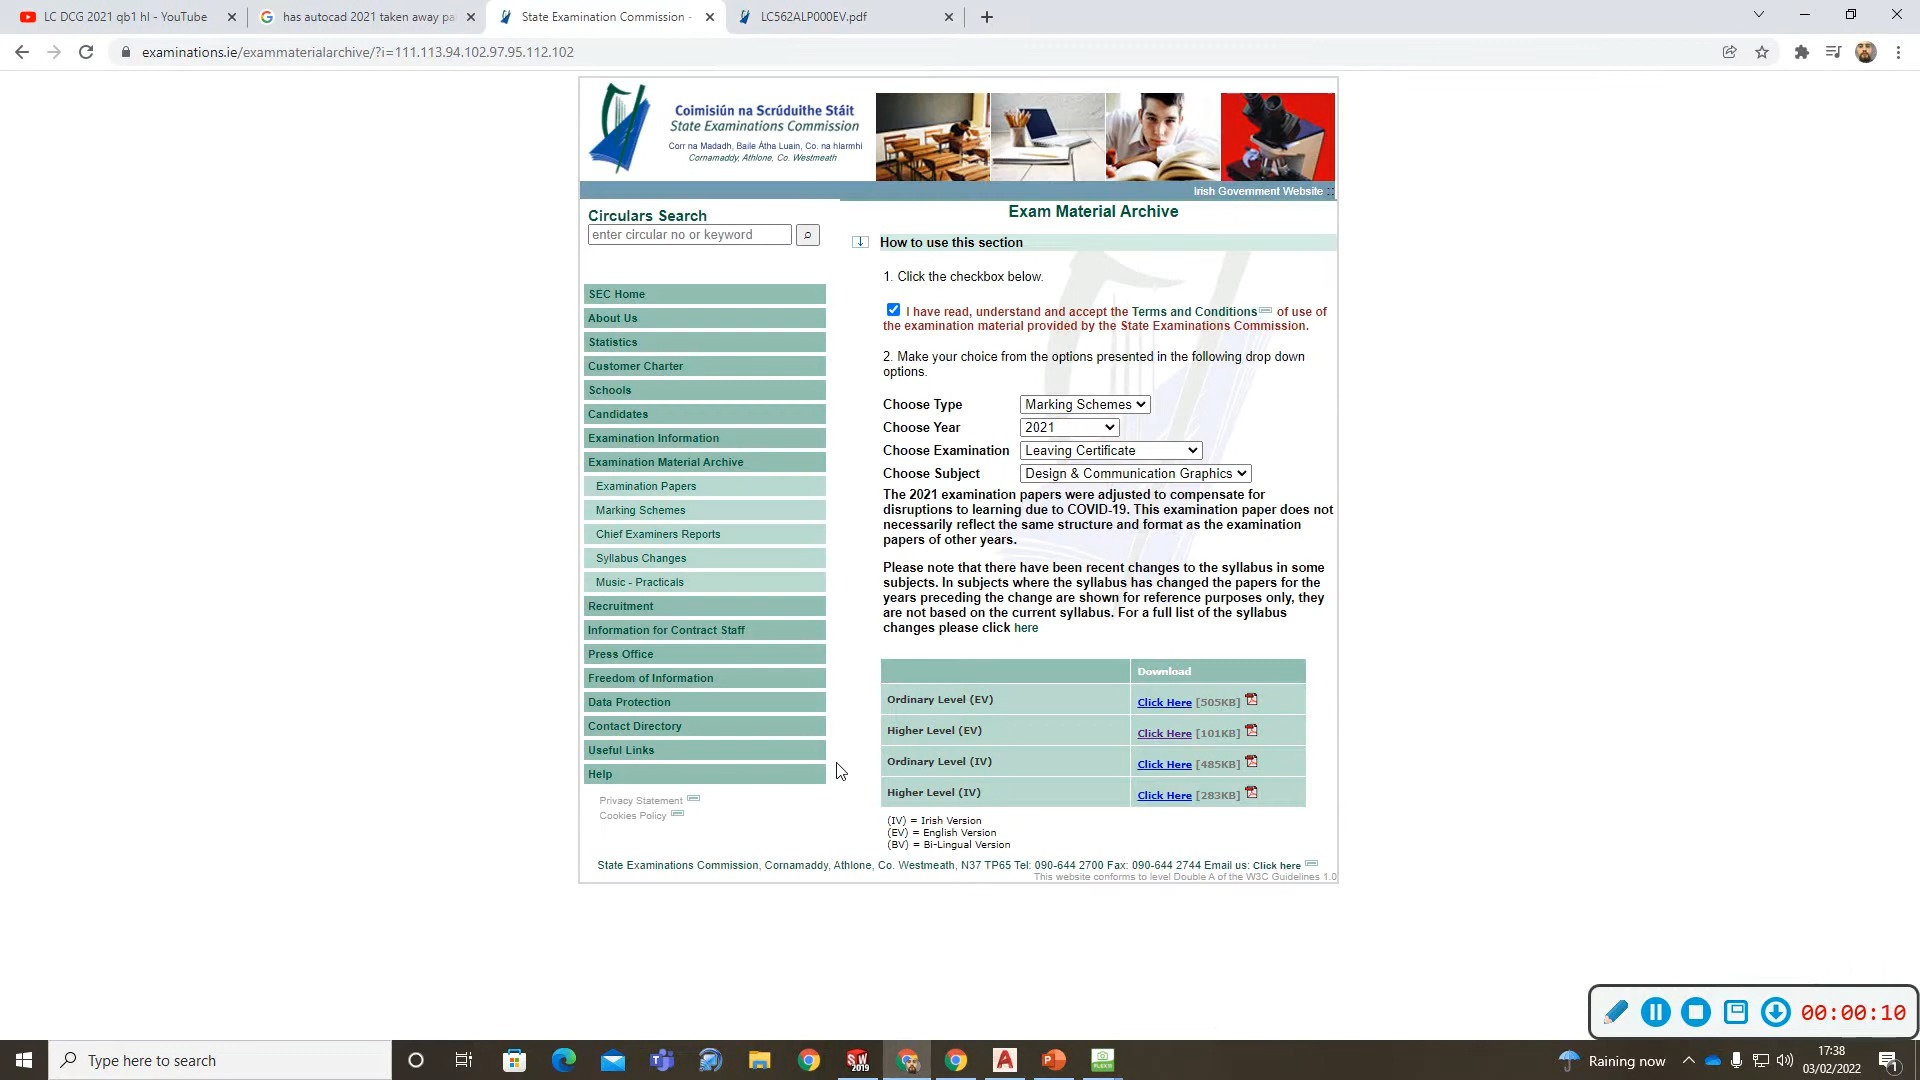 LC DCG 2021 qb1 hl - YouTube
has autocad 2021 taken away pa
State Examination Commission -
LC562ALP000EV.pdf
examinations.ie/exammaterialarchive/?i=111.113.94.102.97.95.112.102
Coimisiún na Scrúduithe Stáit
State Examinations Commission
Corr na Madadh, Baile Átha Luain, Co. na hIarmhí
Cornamaddy, Athlone, Co. Westmeath
Irish Government Website ::
Circulars Search
enter circular no or keyword
SEC Home
About Us
Statistics
Customer Charter
Schools
Candidates
Examination Information
Examination Material Archive
Examination Papers
Marking Schemes
Chief Examiners Reports
Syllabus Changes
Music - Practicals
Recruitment
Information for Contract Staff
Press Office
Freedom of Information
Data Protection
Contact Directory
Useful Links
Help
Privacy Statement
Cookies Policy
Exam Material Archive
How to use this section
1. Click the checkbox below.
I have read, understand and accept the Terms and Conditions of use of
the examination material provided by the State Examinations Commission.
2. Make your choice from the options presented in the following drop down
options.
Choose Type Marking Schemes
Choose Year 2021
Choose Examination Leaving Certificate
Choose Subject Design & Communication Graphics
The 2021 examination papers were adjusted to compensate for
disruptions to learning due to COVID-19. This examination paper does not
necessarily reflect the same structure and format as the examination
papers of other years.
Please note that there have been recent changes to the syllabus in some
subjects. In subjects where the syllabus has changed the papers for the
years preceding the change are shown for reference purposes only, they
are not based on the current syllabus. For a full list of the syllabus
changes please click here
Download
Ordinary Level (EV) Click Here [505KB]
Higher Level (EV) Click Here [101KB]
Ordinary Level (IV) Click Here [485KB]
Higher Level (IV) Click Here [283KB]
(IV) = Irish Version
(EV) = English Version
(BV) = Bi-Lingual Version
State Examinations Commission, Cornamaddy, Athlone, Co. Westmeath, N37 TP65 Tel: 090-644 2700 Fax: 090-644 2744 Email us: Click here
This website conforms to level Double A of the W3C Guidelines 1.0
00:00:10
Type here to search
SW
2019
Raining now
17:38
03/02/2022
1